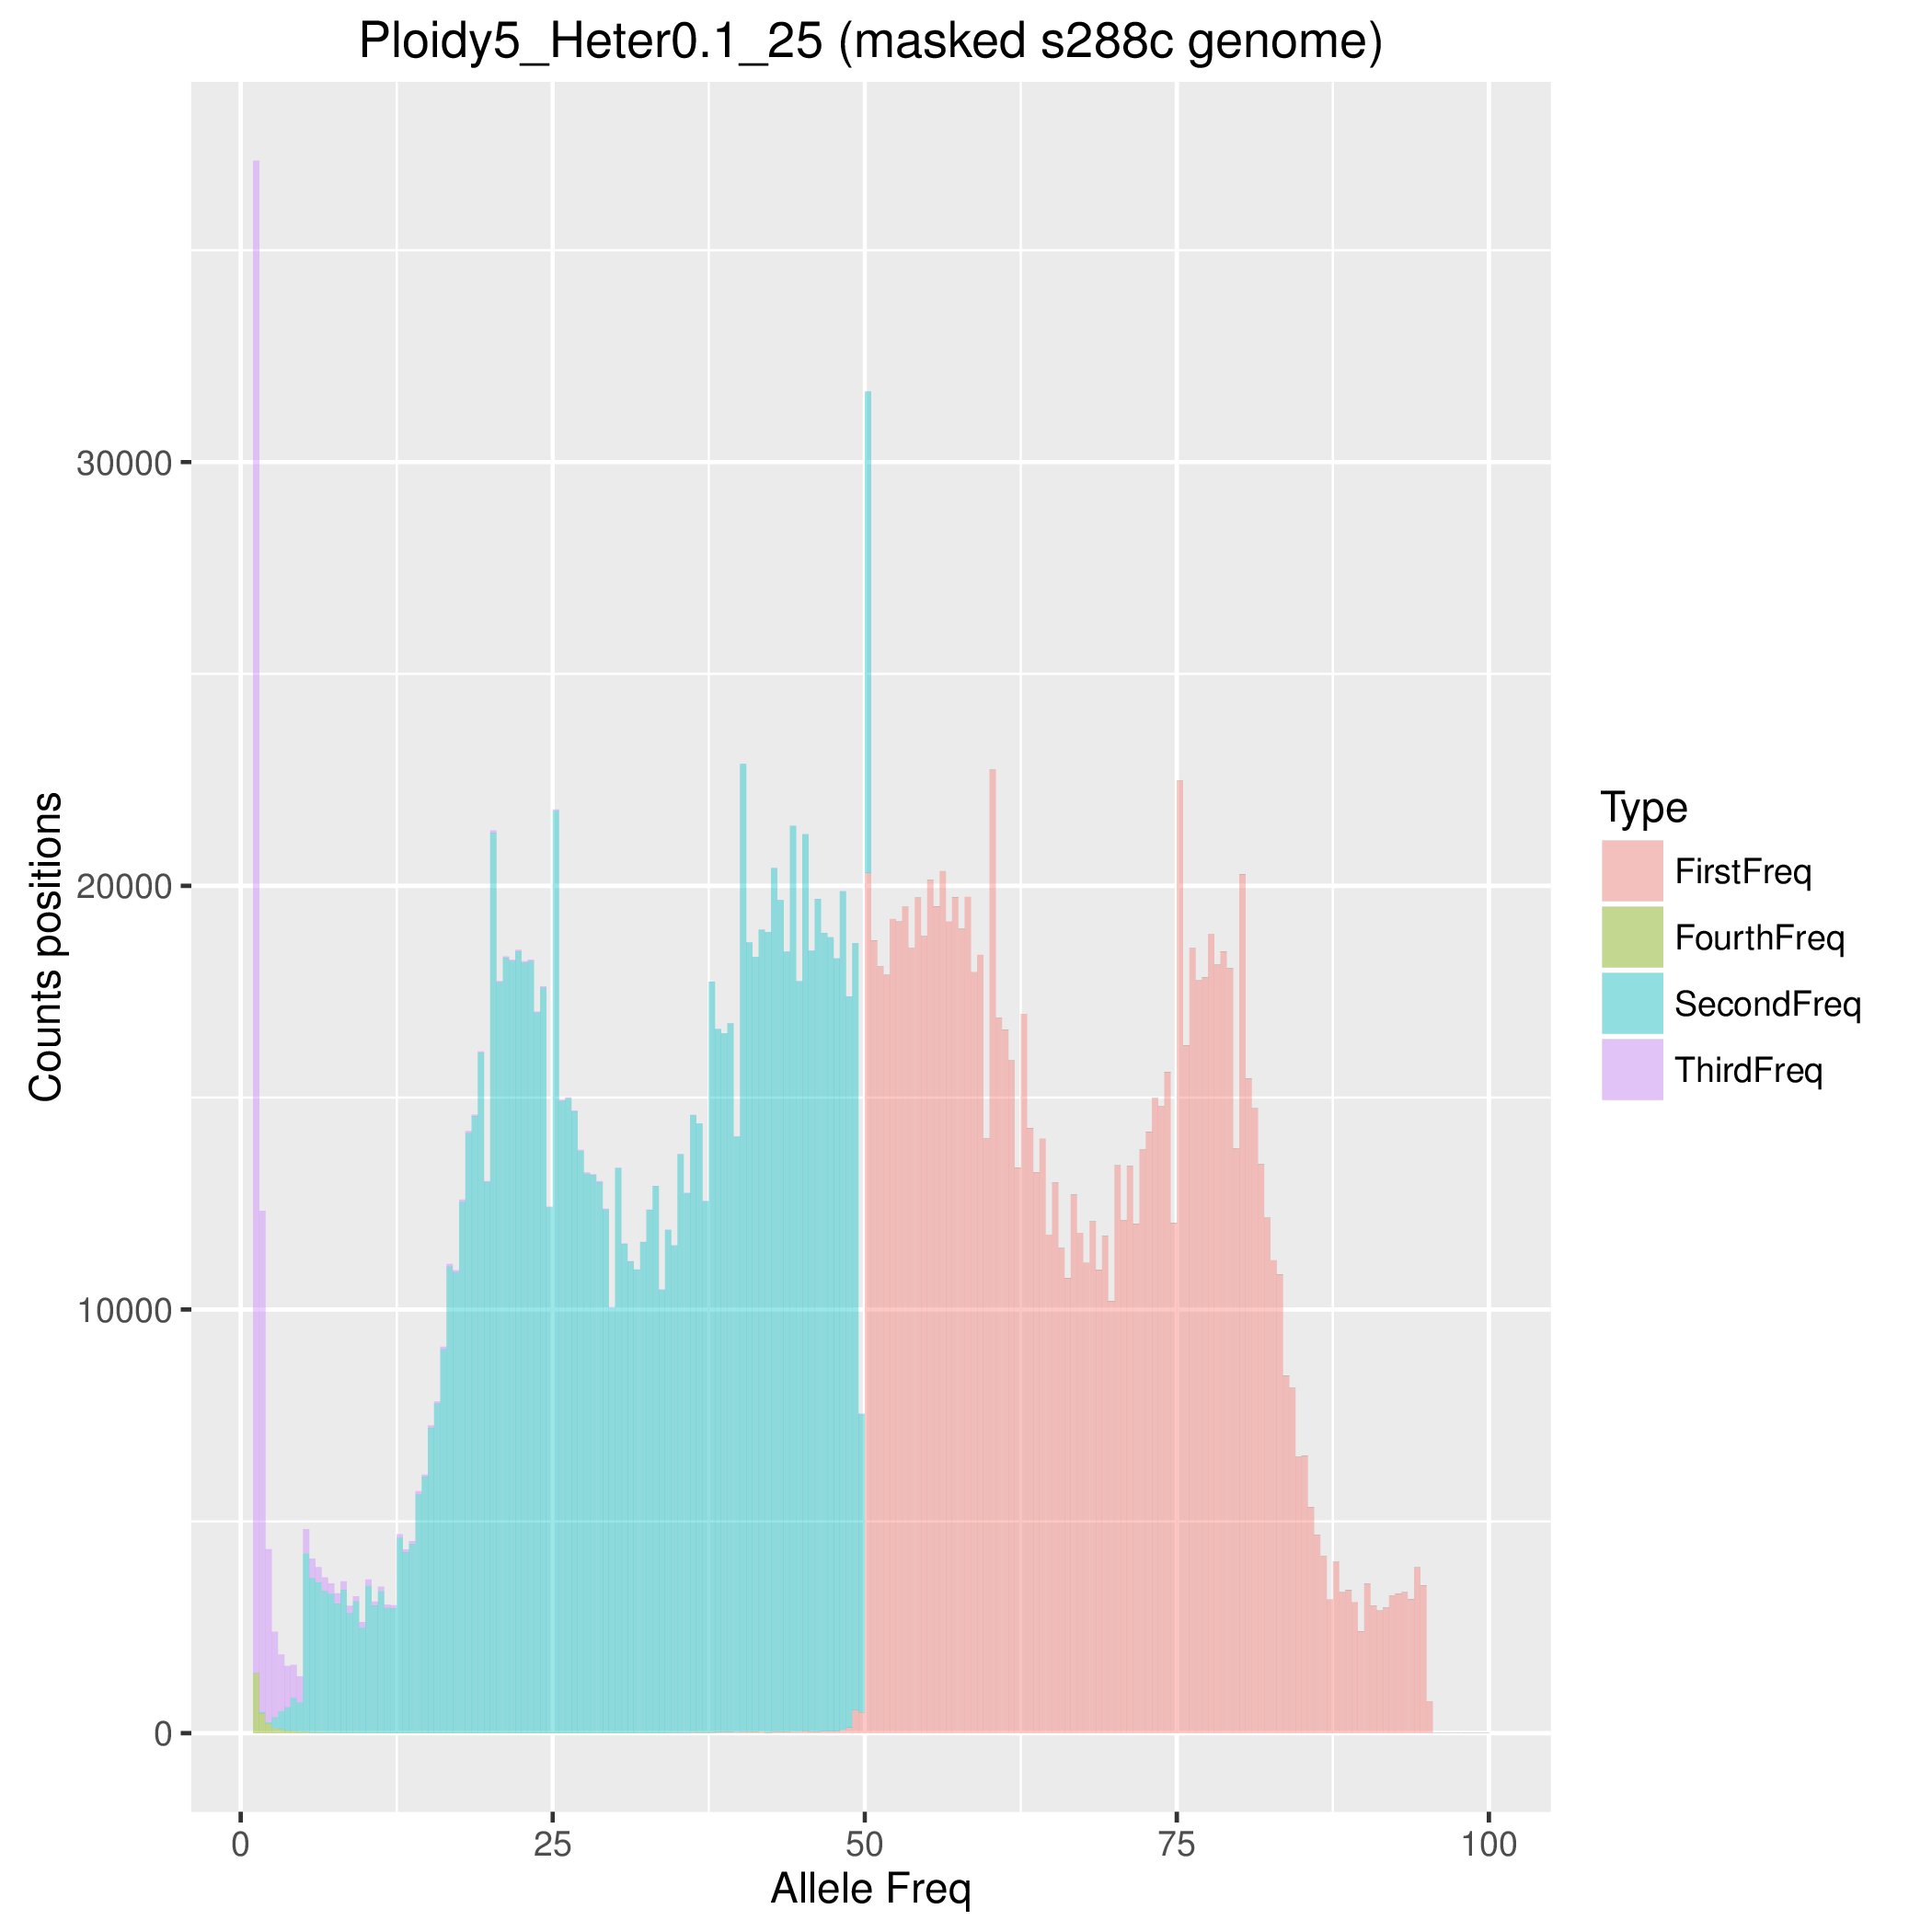 Ploidy5_Heter0.1_25 (masked s288c genome)
Counts positions
30000
20000
10000
0
0 25 50 75 100
Allele Freq
Type
FirstFreq
FourthFreq
SecondFreq
ThirdFreq